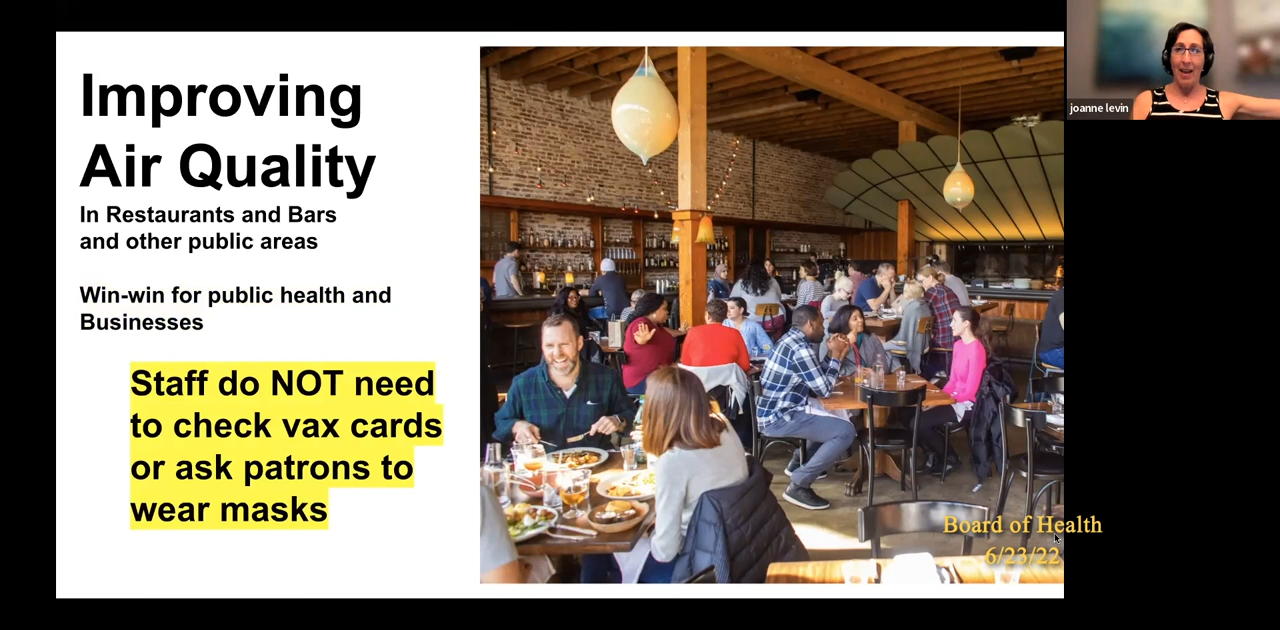 Improving
Air Quality
In Restaurants and Bars
and other public areas
Win-win for public health and
Businesses
Staff do NOT need
to check vax cards
or ask patrons to
wear masks
Board of Health
6/23/22
joanne levin